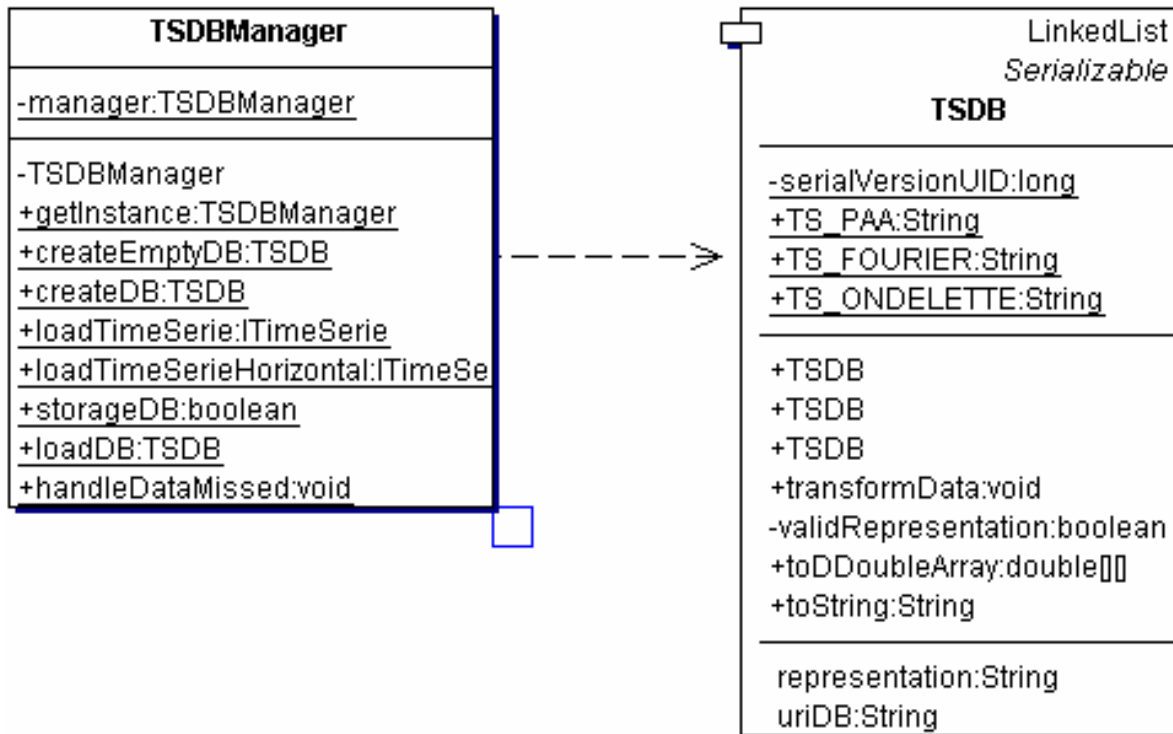 TSDBManager
-manager:TSDBManager
-TSDBManager
+getInstance:TSDBManager
+createEmptyDB:TSDB
+createDB:TSDB
+loadTimeSerie:ITimeSerie
+loadTimeSerieHorizontal:ITimeSe
+storageDB:boolean
+loadDB:TSDB
+handleDataMissed:void
LinkedList
Serializable
TSDB
-serialVersionUID:long
+TS_PAA:String
+TS_FOURIER:String
+TS_ONDELETTE:String
+TSDB
+TSDB
+TSDB
+transformData:void
-validRepresentation:boolean
+toDDoubleArray:double[][]
+toString:String
representation:String
uriDB:String